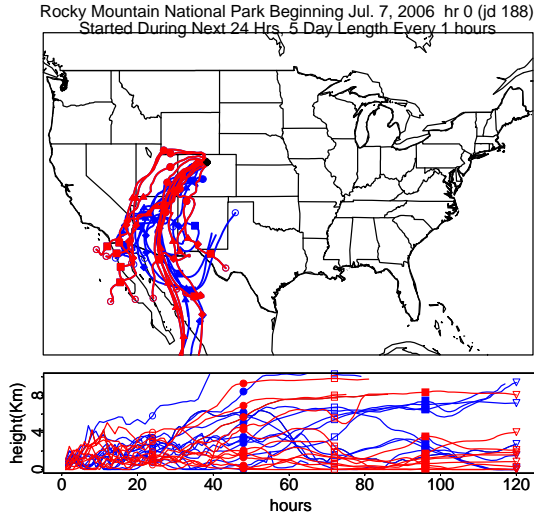 Rocky Mountain National Park Beginning Jul. 7, 2006 hr 0 (jd 188)
Started During Next 24 Hrs, 5 Day Length Every 1 hours
height(Km)
8
4
0
0 20 40 60 80 100 120
hours